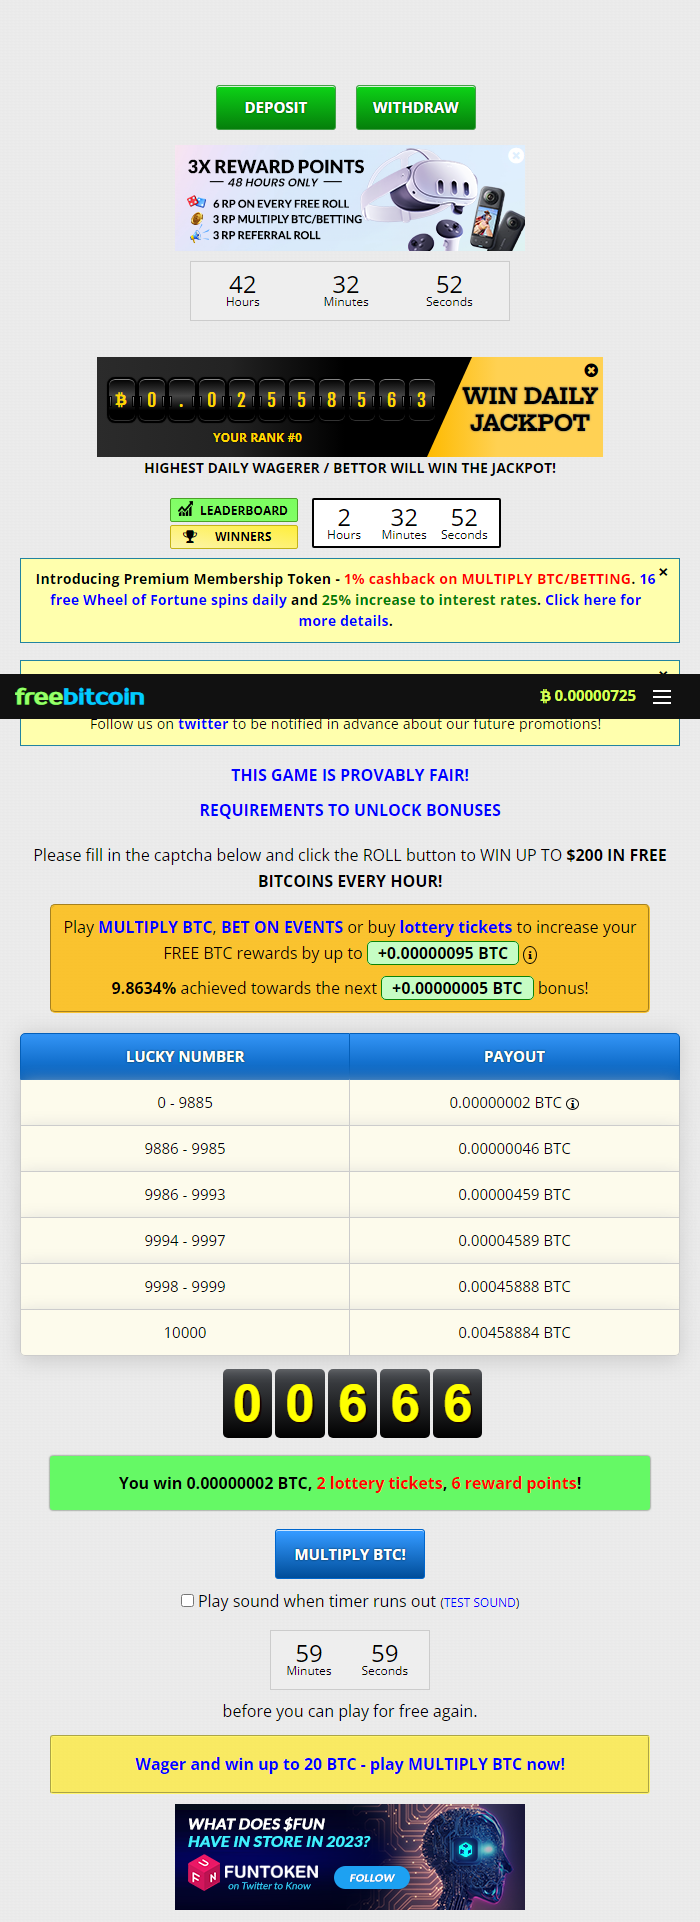 DEPOSIT
WITHDRAW
3X REWARD POINTS
48 HOURS ONLY
6 RP ON EVERY FREE ROLL
3 RP MULTIPLY BTC/BETTING
3 RP REFERRAL ROLL
42 32 52
Hours Minutes Seconds
₿ 0 . 0 2 5 5 8 5 6 3
YOUR RANK #0
WIN DAILY
JACKPOT
HIGHEST DAILY WAGERER / BETTOR WILL WIN THE JACKPOT!
LEADERBOARD
WINNERS
2 32 52
Hours Minutes Seconds
Introducing Premium Membership Token - 1% cashback on MULTIPLY BTC/BETTING. 16
free Wheel of Fortune spins daily and 25% increase to interest rates. Click here for
more details.
freebitcoin
₿ 0.00000725
Follow us on twitter to be notified in advance about our future promotions!
THIS GAME IS PROVABLY FAIR!
REQUIREMENTS TO UNLOCK BONUSES
Please fill in the captcha below and click the ROLL button to WIN UP TO $200 IN FREE
BITCOINS EVERY HOUR!
Play MULTIPLY BTC, BET ON EVENTS or buy lottery tickets to increase your
FREE BTC rewards by up to +0.00000095 BTC
9.8634% achieved towards the next +0.00000005 BTC bonus!
LUCKY NUMBER PAYOUT
0 - 9885 0.00000002 BTC
9886 - 9985 0.00000046 BTC
9986 - 9993 0.00000459 BTC
9994 - 9997 0.00004589 BTC
9998 - 9999 0.00045888 BTC
10000 0.00458884 BTC
0 0 6 6 6
You win 0.00000002 BTC, 2 lottery tickets, 6 reward points!
MULTIPLY BTC!
Play sound when timer runs out (TEST SOUND)
59 59
Minutes Seconds
before you can play for free again.
Wager and win up to 20 BTC - play MULTIPLY BTC now!
WHAT DOES $FUN
HAVE IN STORE IN 2023?
FUN
FUNTOKEN
on Twitter to Know
FOLLOW